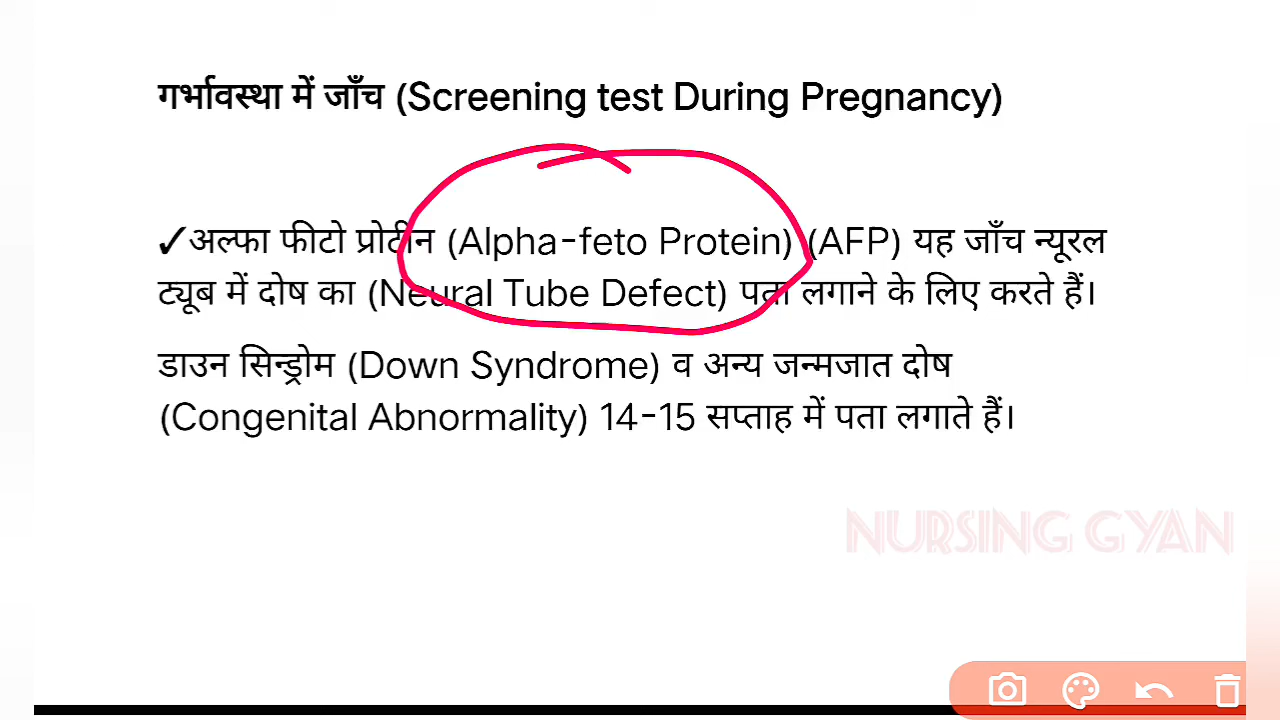 गर्भावस्था में जाँच (Screening test During Pregnancy)
✓अल्फा फीटो प्रोटीन (Alpha-feto Protein) (AFP) यह जाँच न्यूरल
ट्यूब में दोष का (Neural Tube Defect) पता लगाने के लिए करते हैं।
डाउन सिन्ड्रोम (Down Syndrome) व अन्य जन्मजात दोष
(Congenital Abnormality) 14-15 सप्ताह में पता लगाते हैं।
NURSING GYAN